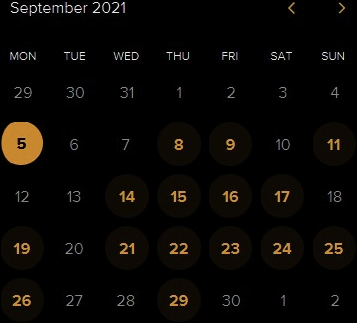 September 2021
MON TUE WED THU FRI SAT SUN
29 30 31 1 2 3 4
5 6 7 8 9 10 11
12 13 14 15 16 17 18
19 20 21 22 23 24 25
26 27 28 29 30 1 2